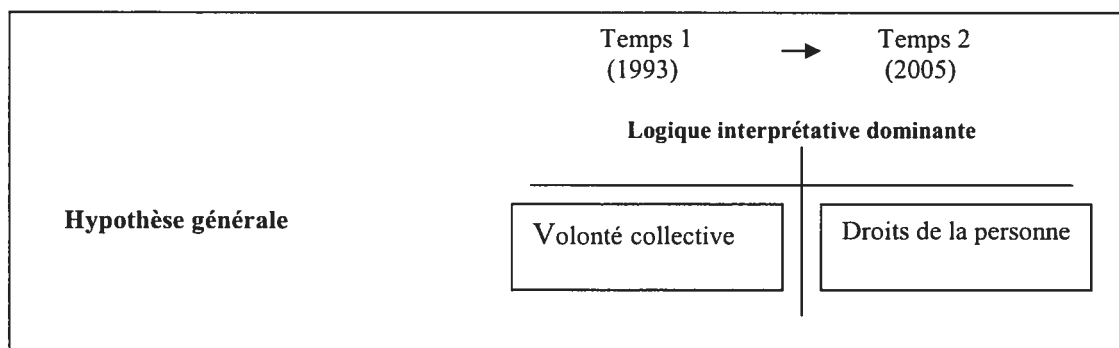 Temps 1 → Temps 2
(1993) (2005)
Logique interprétative dominante
Hypothèse générale
Volonté collective Droits de la personne